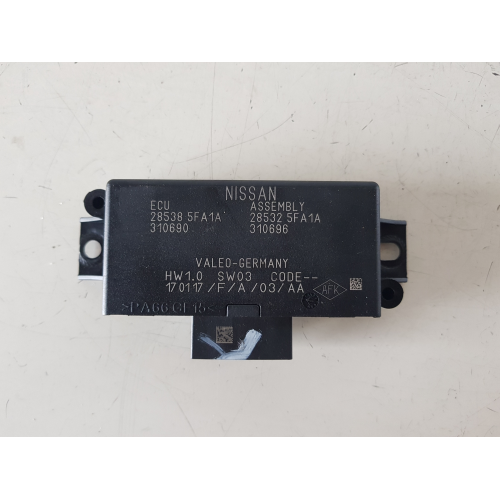 NISSAN
ECU ASSEMBLY
28538 5FA1A 28532 5FA1A
310690 310696
VALEO-GERMANY
HW1.0 SW03 CODE--
170117/F/A/03/AA
AFK
>PA66 GF15<